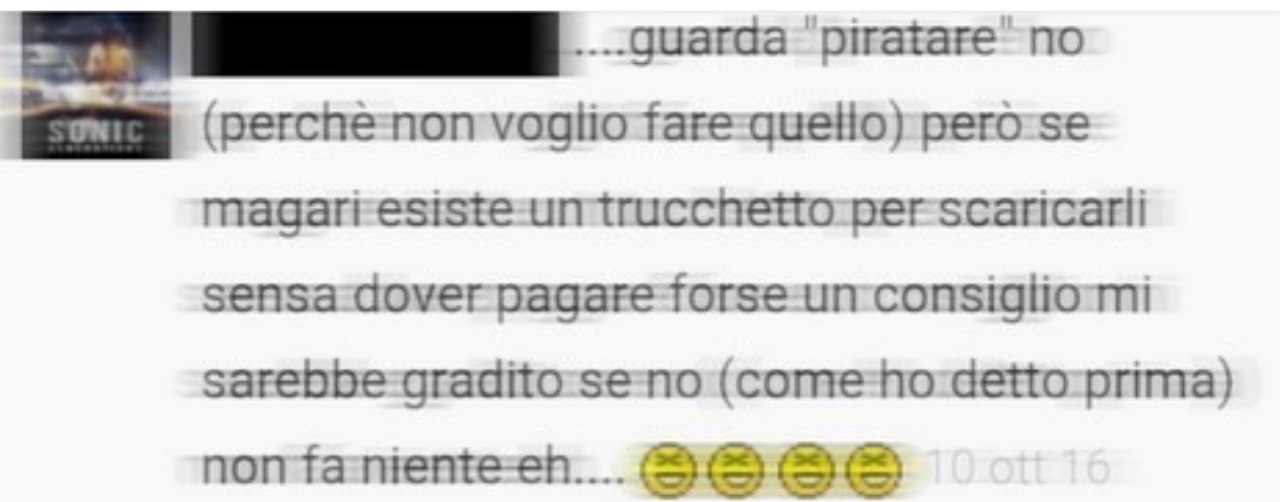 SONIC
....guarda "piratare" no
(perchè non voglio fare quello) però se
magari esiste un trucchetto per scaricarli
sensa dover pagare forse un consiglio mi
sarebbe gradito se no (come ho detto prima)
non fa niente eh.... 10 ott 16